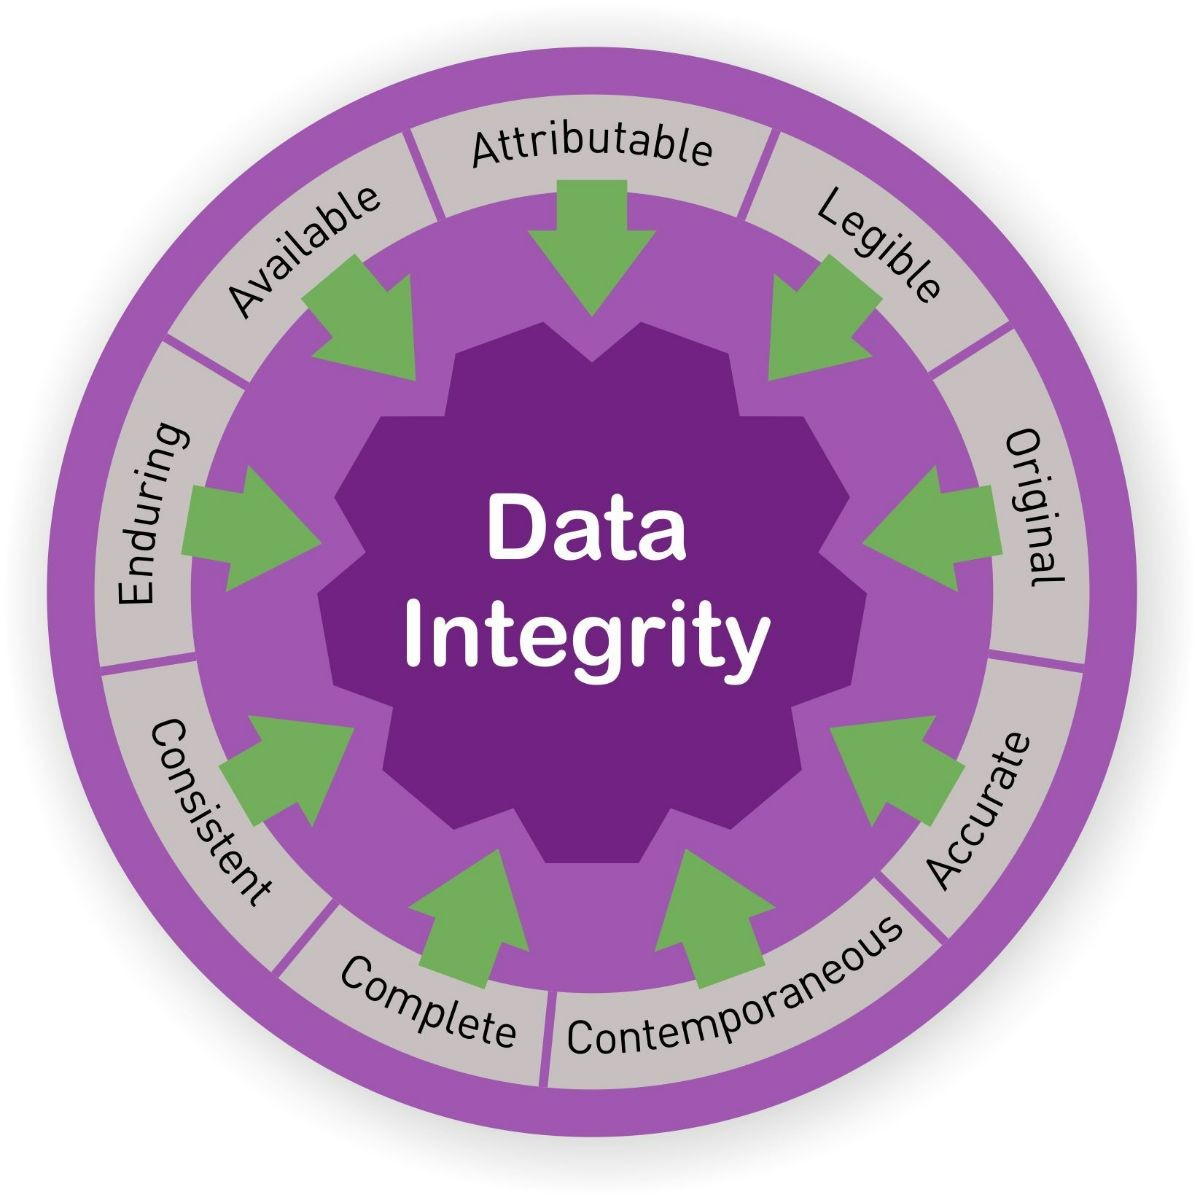 Attributable
Legible
Original
Accurate
Contemporaneous
Complete
Consistent
Enduring
Available
Data
Integrity